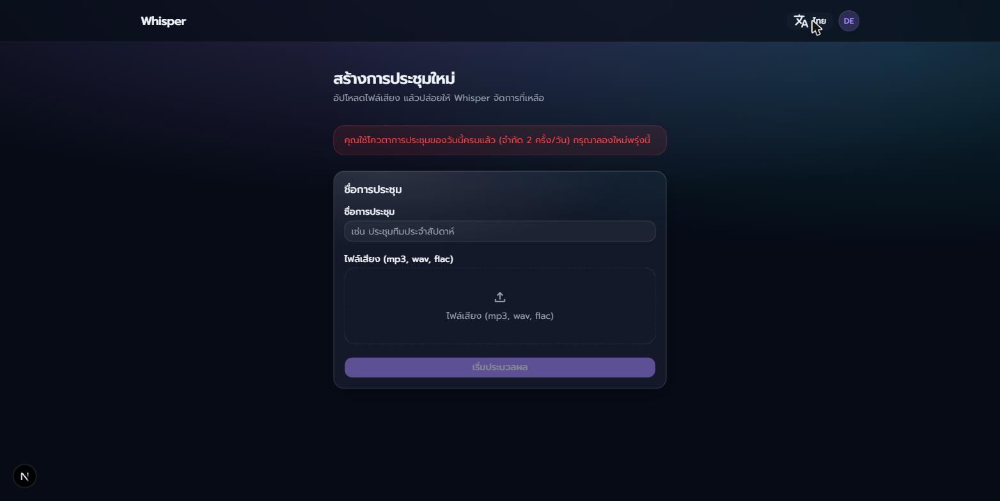 Whisper
ไทย
DE
สร้างการประชุมใหม่
อัปโหลดไฟล์เสียง แล้วปล่อยให้ Whisper จัดการที่เหลือ
คุณใช้โควตาการประชุมของวันนี้ครบแล้ว (จำกัด 2 ครั้ง/วัน) กรุณาลองใหม่พรุ่งนี้
ชื่อการประชุม
ชื่อการประชุม
เช่น ประชุมทีมประจำสัปดาห์
ไฟล์เสียง (mp3, wav, flac)
ไฟล์เสียง (mp3, wav, flac)
เริ่มประมวลผล
N